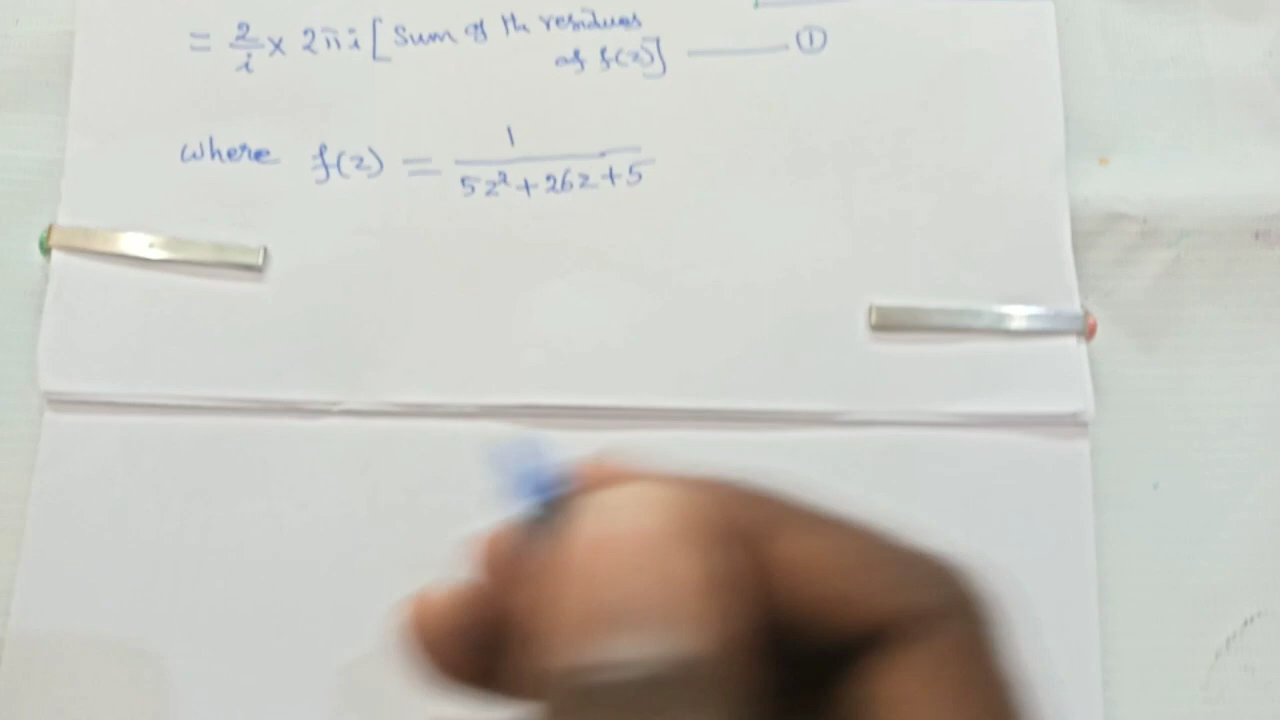 = 2/i × 2πi [Sum of the residues
of f(z)] ——— ①
where f(z) = 1/(5z²+26z+5)